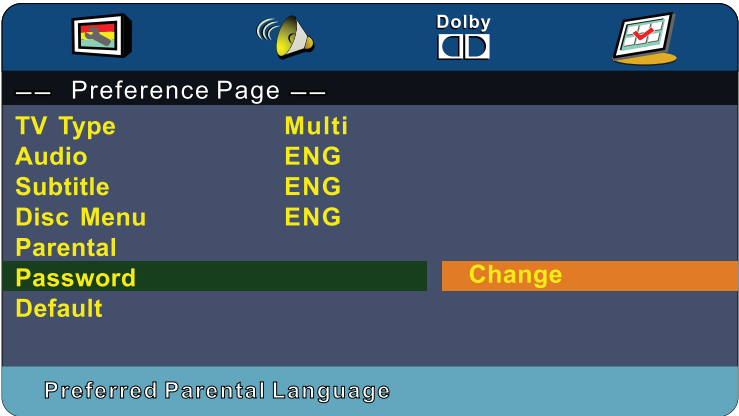 Dolby
-- Preference Page --
TV Type Multi
Audio ENG
Subtitle ENG
Disc Menu ENG
Parental
Password Change
Default
Preferred Parental Language